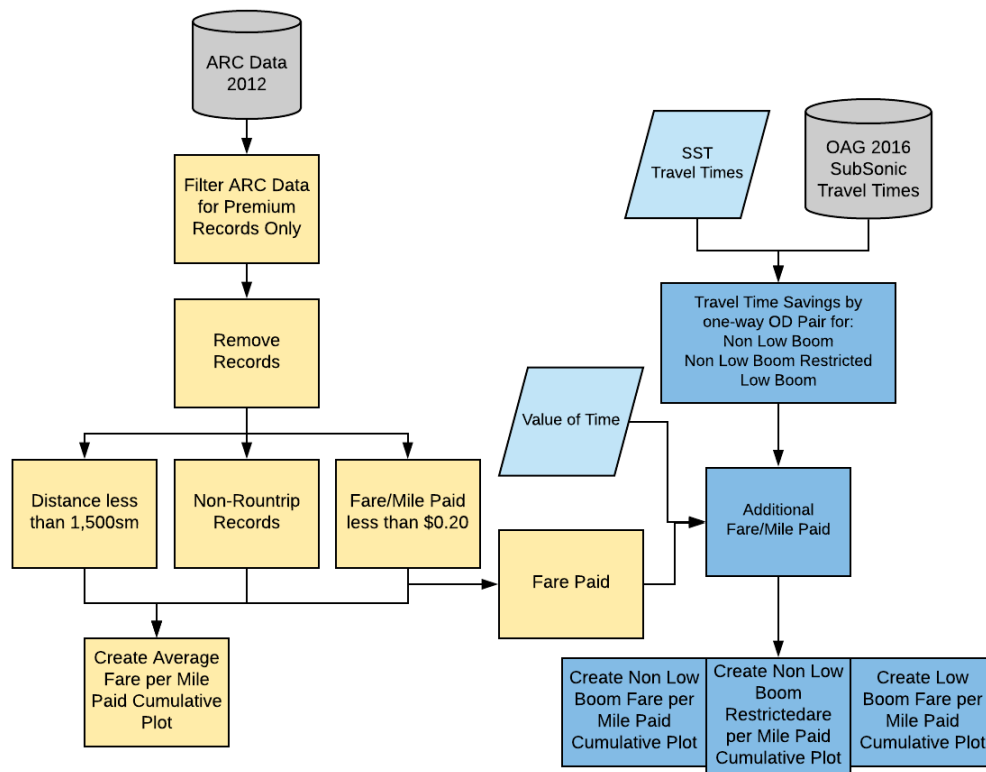 ARC Data
2012
Filter ARC Data
for Premium
Records Only
Remove
Records
Distance less
than 1,500sm
Non-Rountrip
Records
Fare/Mile Paid
less than $0.20
Create Average
Fare per Mile
Paid Cumulative
Plot
Fare Paid
SST
Travel Times
OAG 2016
SubSonic
Travel Times
Travel Time Savings by
one-way OD Pair for:
Non Low Boom
Non Low Boom Restricted
Low Boom
Value of Time
Additional
Fare/Mile Paid
Create Non Low
Boom Fare per
Mile Paid
Cumulative Plot
Create Non Low
Boom
Restrictedare
per Mile Paid
Cumulative Plot
Create Low
Boom Fare per
Mile Paid
Cumulative Plot